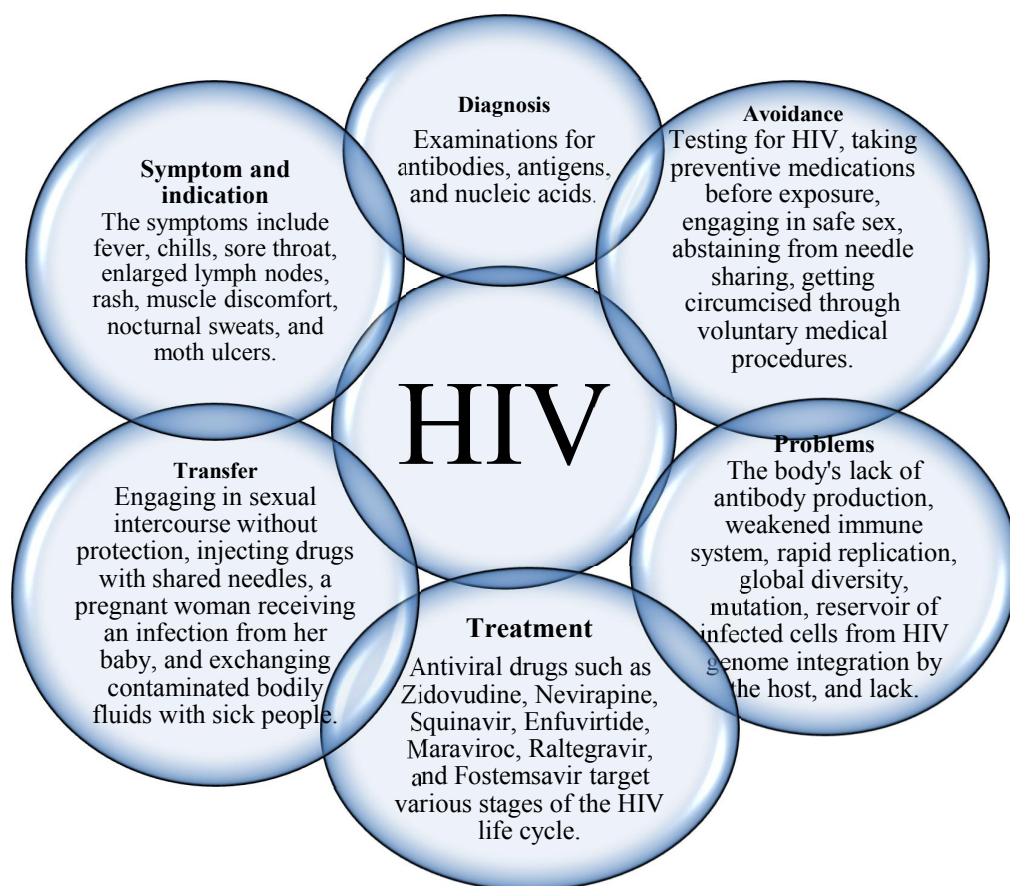 Diagnosis
Examinations for
antibodies, antigens,
and nucleic acids.
Avoidance
Testing for HIV, taking
preventive medications
before exposure,
engaging in safe sex,
abstaining from needle
sharing, getting
circumcised through
voluntary medical
procedures.
Symptom and
indication
The symptoms include
fever, chills, sore throat,
enlarged lymph nodes,
rash, muscle discomfort,
nocturnal sweats, and
moth ulcers.
HIV
Problems
The body's lack of
antibody production,
weakened immune
system, rapid replication,
global diversity,
mutation, reservoir of
infected cells from HIV
genome integration by
the host, and lack.
Transfer
Engaging in sexual
intercourse without
protection, injecting drugs
with shared needles, a
pregnant woman receiving
an infection from her
baby, and exchanging
contaminated bodily
fluids with sick people.
Treatment
Antiviral drugs such as
Zidovudine, Nevirapine,
Squinavir, Enfuvirtide,
Maraviroc, Raltegravir,
and Fostemsavir target
various stages of the HIV
life cycle.